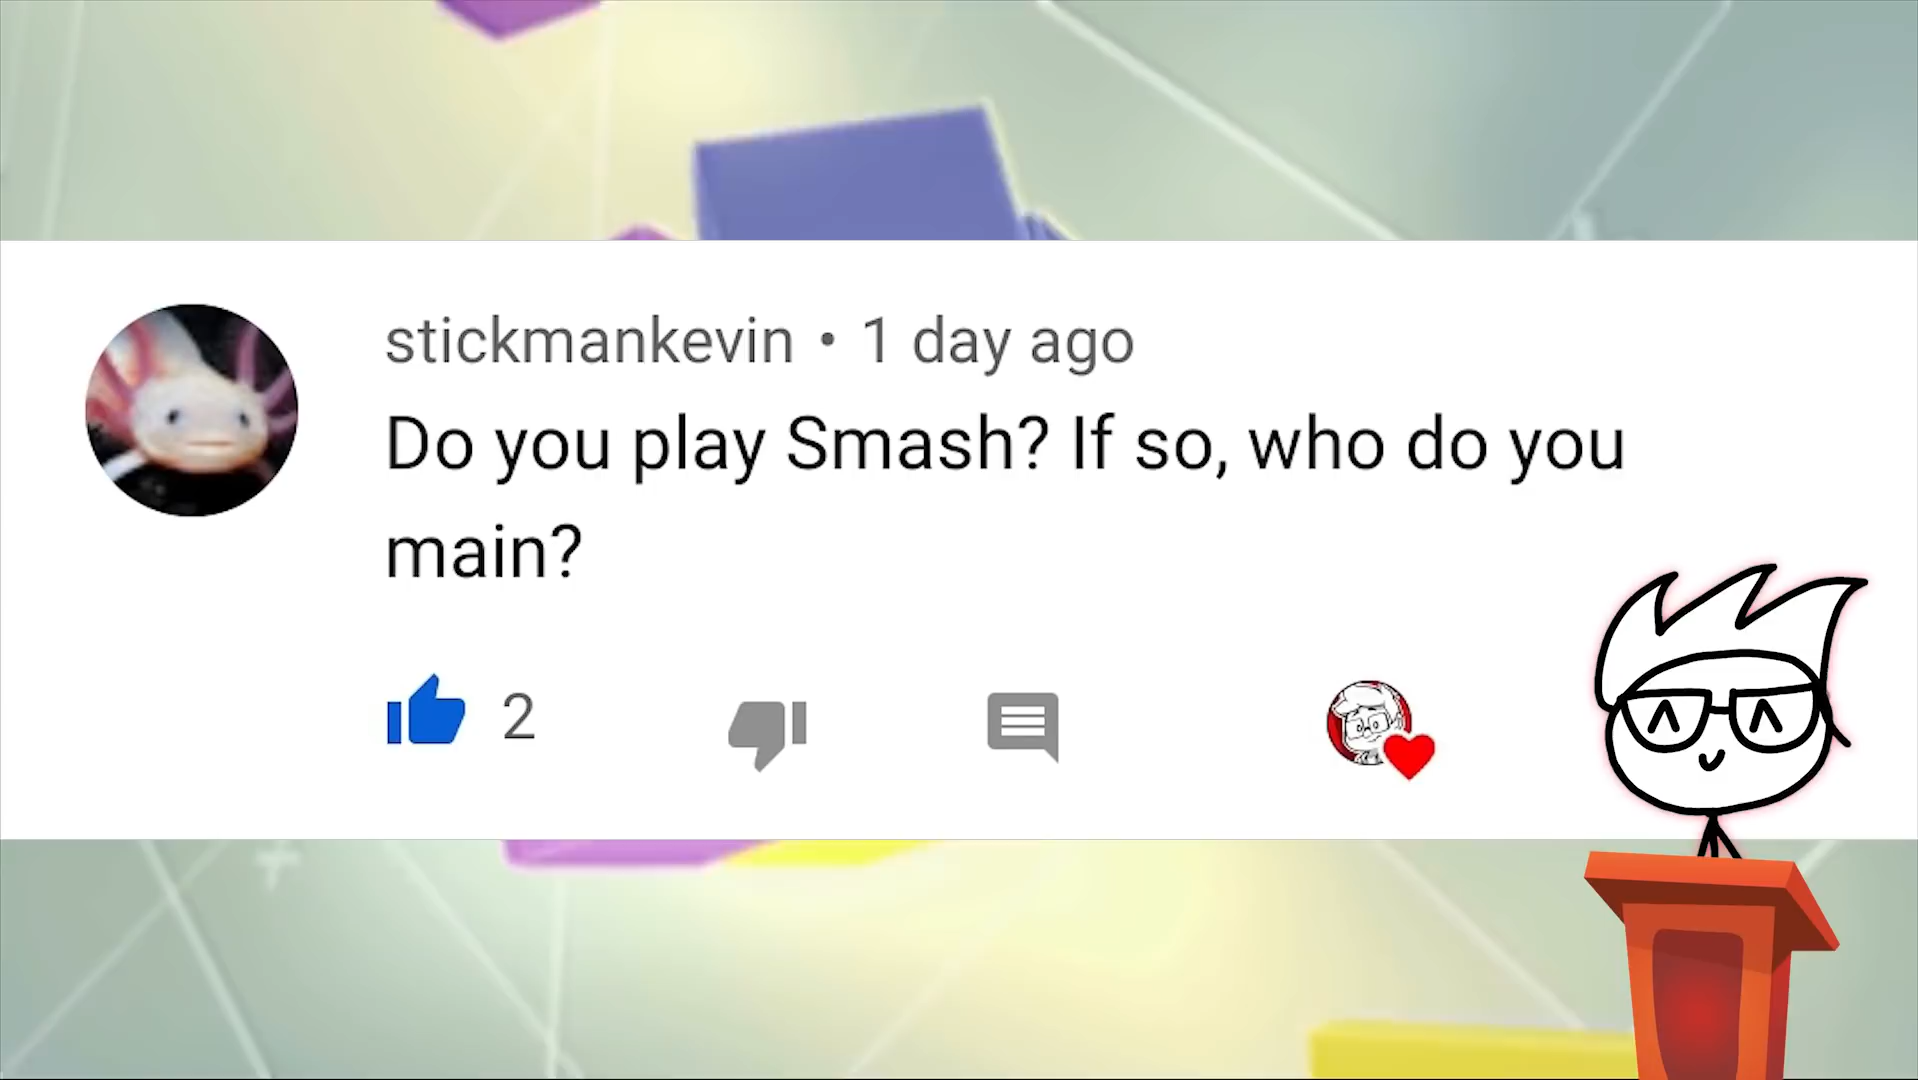 stickmankevin • 1 day ago
Do you play Smash? If so, who do you
main?
2